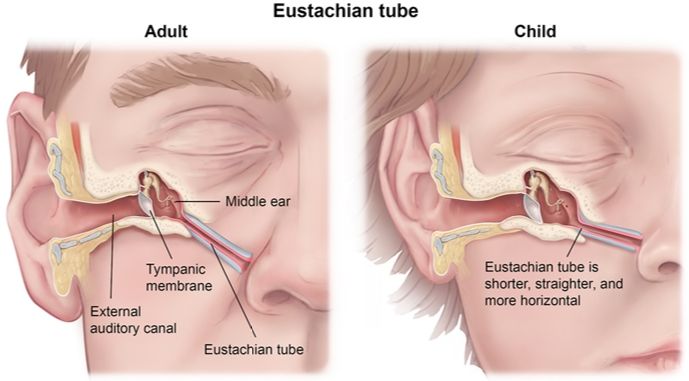 Eustachian tube
Adult
Child
Middle ear
Tympanic
membrane
External
auditory canal
Eustachian tube
Eustachian tube is
shorter, straighter, and
more horizontal